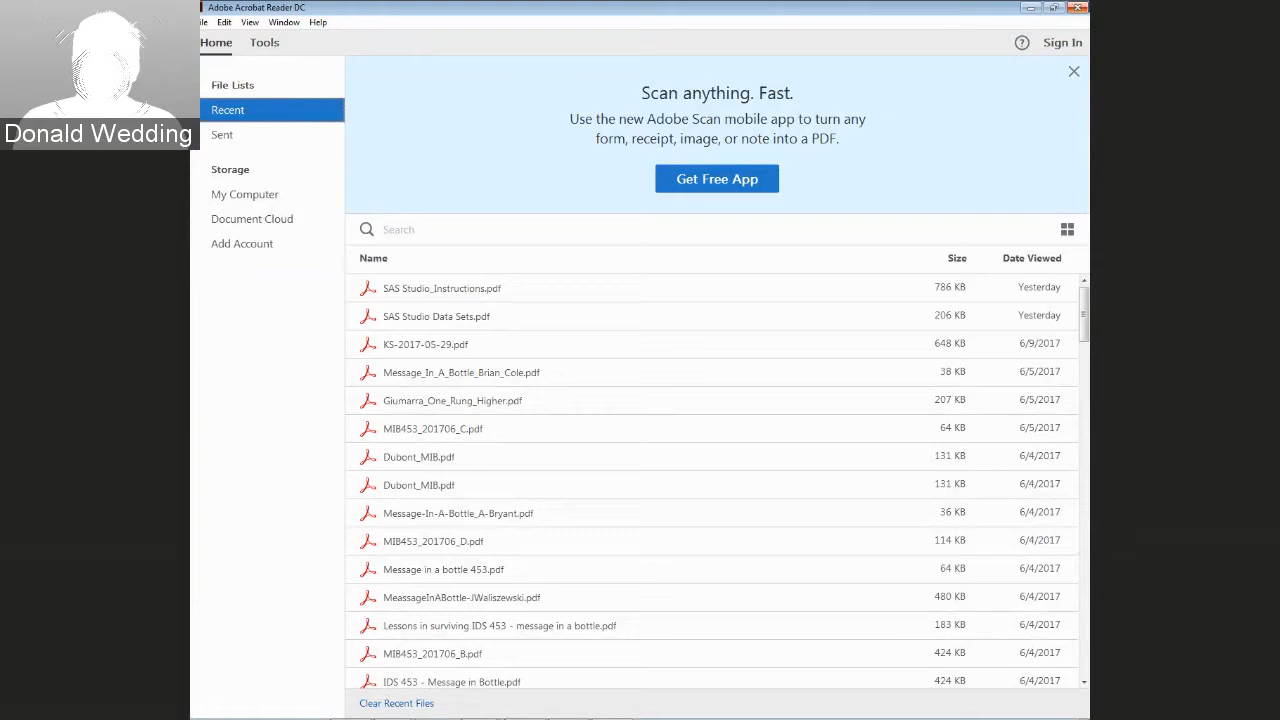 Adobe Acrobat Reader DC
ile Edit View Window Help
Home Tools
Sign In
Donald Wedding
File Lists
Recent
Sent
Storage
My Computer
Document Cloud
Add Account
Scan anything. Fast.
Use the new Adobe Scan mobile app to turn any
form, receipt, image, or note into a PDF.
Get Free App
Search
Name Size Date Viewed
SAS Studio_Instructions.pdf 786 KB Yesterday
SAS Studio Data Sets.pdf 206 KB Yesterday
KS-2017-05-29.pdf 648 KB 6/9/2017
Message_In_A_Bottle_Brian_Cole.pdf 38 KB 6/5/2017
Giumarra_One_Rung_Higher.pdf 207 KB 6/5/2017
MIB453_201706_C.pdf 64 KB 6/5/2017
Dubont_MIB.pdf 131 KB 6/4/2017
Dubont_MIB.pdf 131 KB 6/4/2017
Message-In-A-Bottle_A-Bryant.pdf 36 KB 6/4/2017
MIB453_201706_D.pdf 114 KB 6/4/2017
Message in a bottle 453.pdf 64 KB 6/4/2017
MeassageInABottle-JWaliszewski.pdf 480 KB 6/4/2017
Lessons in surviving IDS 453 - message in a bottle.pdf 183 KB 6/4/2017
MIB453_201706_B.pdf 424 KB 6/4/2017
IDS 453 - Message in Bottle.pdf 424 KB 6/4/2017
Clear Recent Files